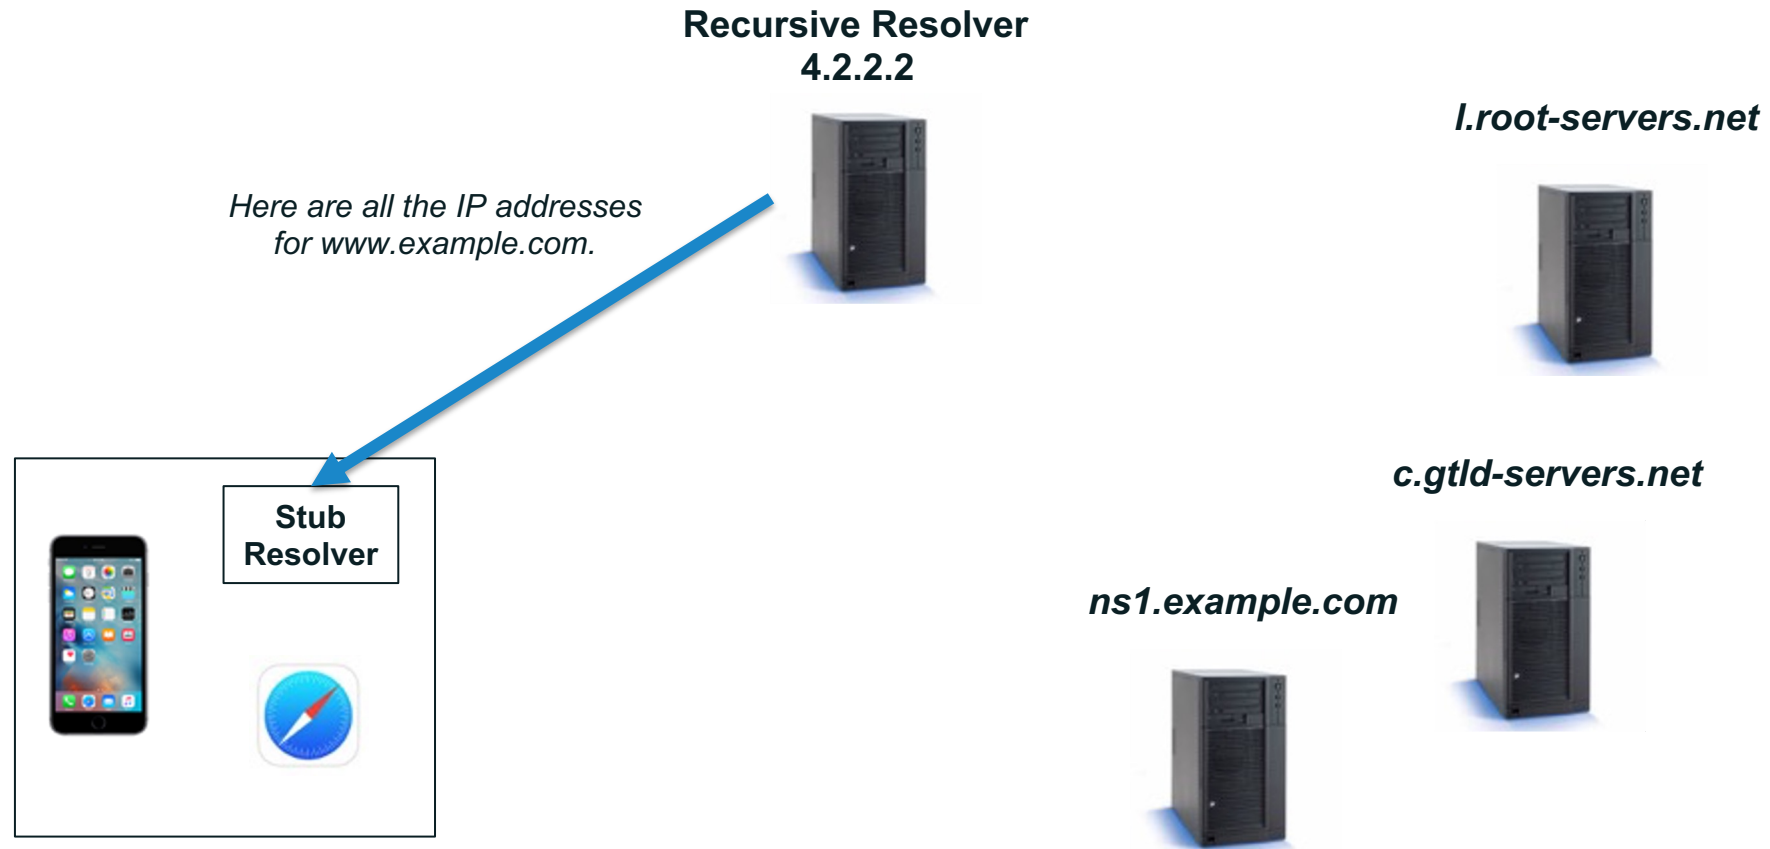 Recursive Resolver
4.2.2.2
l.root-servers.net
Here are all the IP addresses
for www.example.com.
c.gtld-servers.net
Stub
Resolver
ns1.example.com